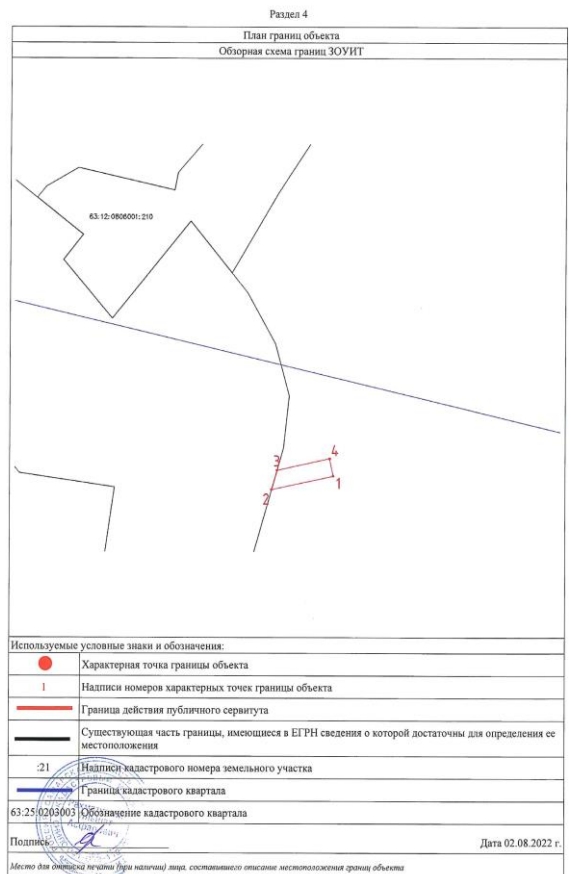 Раздел 4
План границ объекта
Обзорная схема границ ЗОУИТ
63:12:0806001:210
4
3
1
2
Используемые условные знаки и обозначения:
Характерная точка границы объекта
1 Надписи номеров характерных точек границы объекта
Граница действия публичного сервитута
Существующая часть границы, имеющиеся в ЕГРН сведения о которой достаточны для определения ее
местоположения
:21 Надписи кадастрового номера земельного участка
Граница кадастрового квартала
63:25:0203003 Обозначение кадастрового квартала
Подпись Дата 02.08.2022 г.
Место для оттиска печати (при наличии) лица, составившего описание местоположения границ объекта